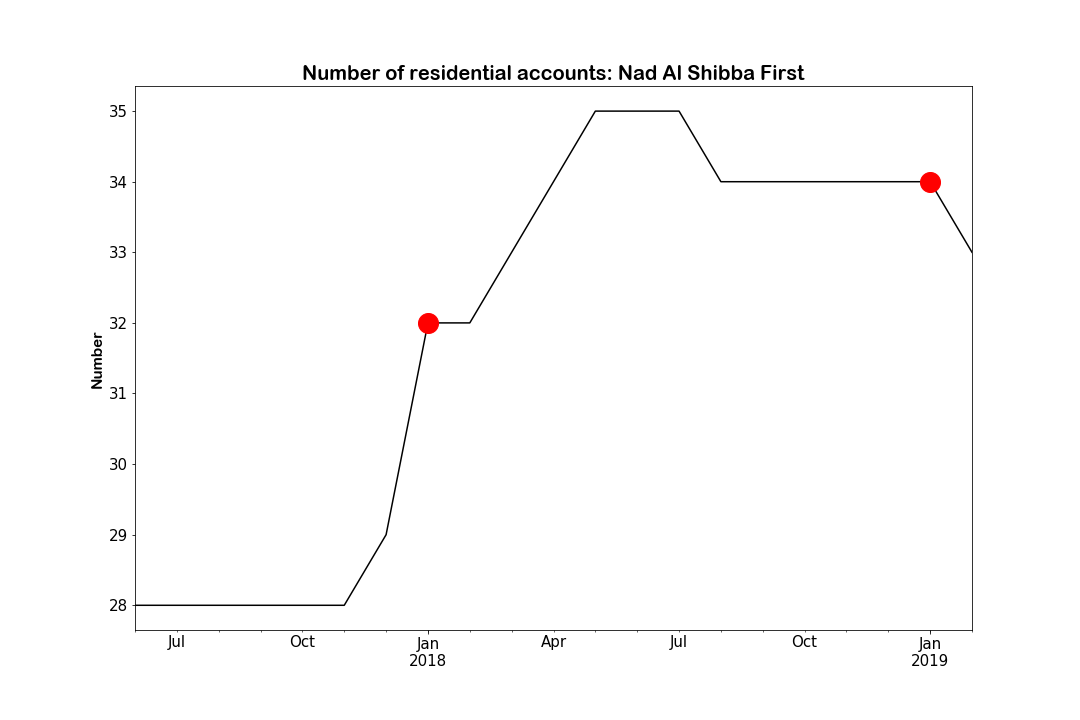 Number of residential accounts: Nad Al Shibba First
35
34
33
32
31
30
29
28
Number
Jul
Oct
Jan
2018
Apr
Jul
Oct
Jan
2019